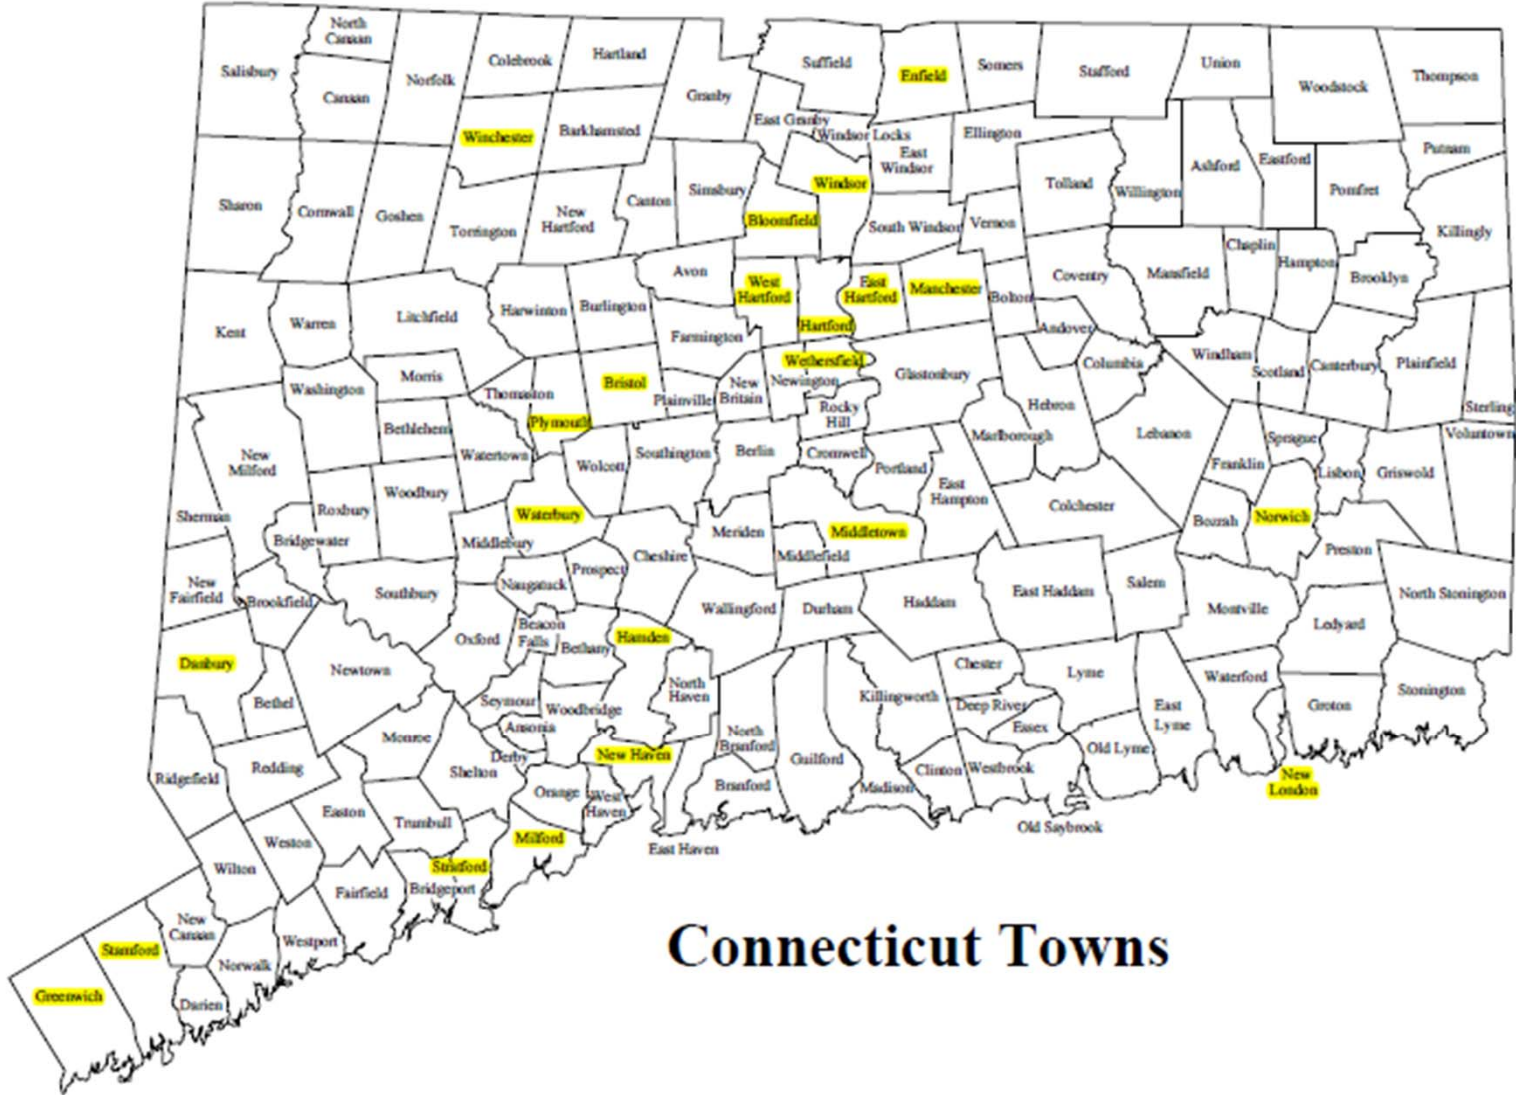 North
Canaan
Salisbury
Canaan
Norfolk
Colebrook
Hartland
Granby
Suffield
Enfield
Somers
Stafford
Union
Woodstock
Thompson
Winchester
Barkhamsted
East Granby
Windsor Locks
East
Windsor
Ellington
Tolland
Willington
Ashford
Eastford
Pomfret
Putnam
Sharon
Cornwall
Goshen
Torrington
New
Hartford
Canton
Simsbury
Bloomfield
Windsor
South Windsor
Vernon
Killingly
Kent
Warren
Litchfield
Harwinton
Burlington
Avon
West
Hartford
Hartford
East
Hartford
Manchester
Bolton
Coventry
Mansfield
Chaplin
Hampton
Brooklyn
Andover
Columbia
Windham
Scotland
Canterbury
Plainfield
Sterling
Washington
Morris
Thomaston
Bristol
Farmington
Plainville
New
Britain
Newington
Wethersfield
Rocky
Hill
Glastonbury
Marlborough
Hebron
Lebanon
Sprague
Franklin
Lisbon
Griswold
Voluntown
Bethlehem
Watertown
Plymouth
Wolcott
Southington
Berlin
Cromwell
Portland
East
Hampton
Colchester
Bozrah
Norwich
Preston
New
Milford
Sherman
Roxbury
Bridgewater
Woodbury
Waterbury
Middlebury
Cheshire
Meriden
Middletown
Middlefield
Naugatuck
Prospect
New
Fairfield
Brookfield
Southbury
Oxford
Beacon
Falls
Bethany
Hamden
Wallingford
Durham
Haddam
East Haddam
Salem
Montville
Ledyard
North Stonington
Danbury
Bethel
Newtown
Seymour
Woodbridge
North
Haven
Killingworth
Chester
Deep River
Essex
Lyme
East
Lyme
Waterford
Groton
Stonington
Ridgefield
Redding
Monroe
Shelton
Ansonia
Derby
New Haven
North
Branford
Branford
Guilford
Madison
Clinton
Westbrook
Old Lyme
New
London
Easton
Trumbull
Orange
West
Haven
Milford
Stratford
East Haven
Old Saybrook
Weston
Wilton
Fairfield
Bridgeport
New
Canaan
Norwalk
Westport
Stamford
Greenwich
Darien
Connecticut Towns